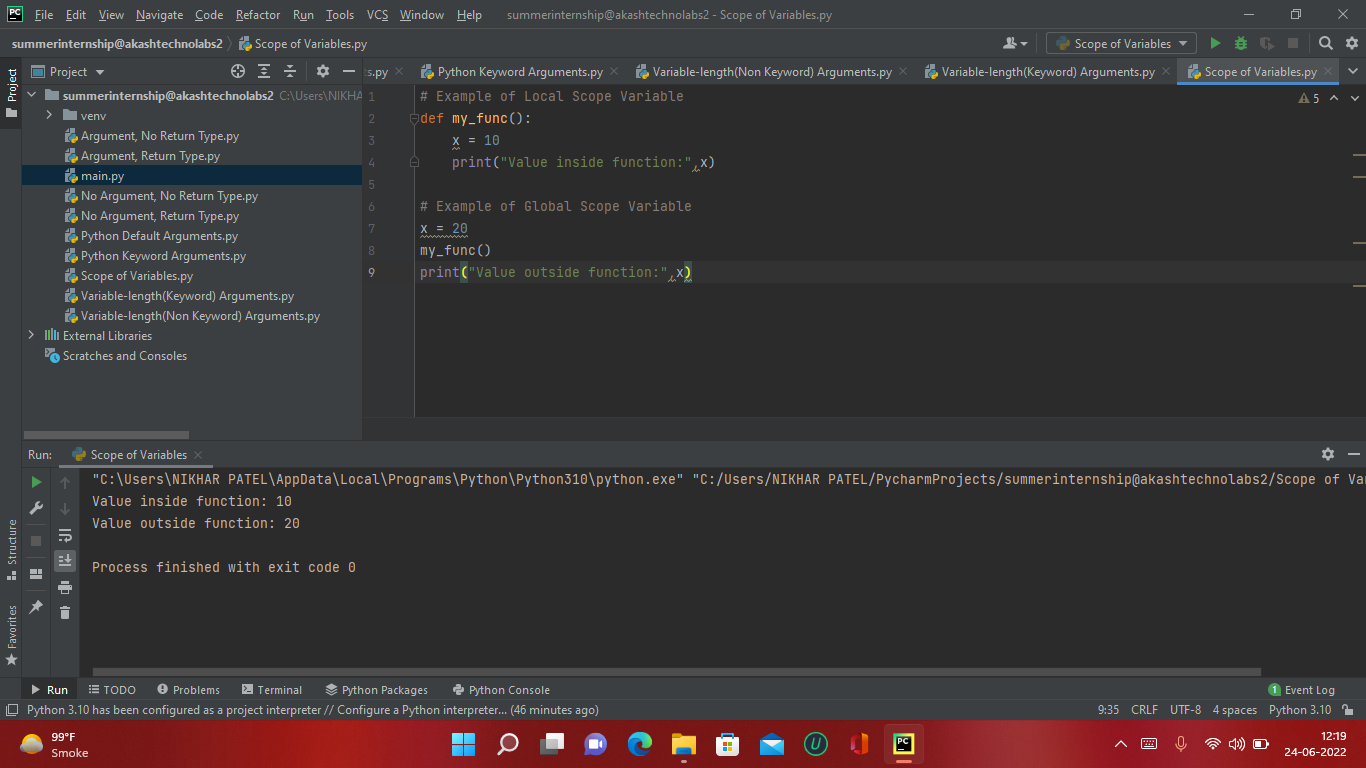 PC File Edit View Navigate Code Refactor Run Tools VCS Window Help summerinternship@akashtechnolabs2 - Scope of Variables.py
summerinternship@akashtechnolabs2 Scope of Variables.py Scope of Variables
Project
Project
s.py Python Keyword Arguments.py Variable-length(Non Keyword) Arguments.py Variable-length(Keyword) Arguments.py Scope of Variables.py
summerinternship@akashtechnolabs2 C:\Users\NIKHA
venv
Argument, No Return Type.py
Argument, Return Type.py
main.py
No Argument, No Return Type.py
No Argument, Return Type.py
Python Default Arguments.py
Python Keyword Arguments.py
Scope of Variables.py
Variable-length(Keyword) Arguments.py
Variable-length(Non Keyword) Arguments.py
External Libraries
Scratches and Consoles
1 # Example of Local Scope Variable
5
2 def my_func():
3 x = 10
4 print("Value inside function:",x)
5
6 # Example of Global Scope Variable
7 x = 20
8 my_func()
9 print("Value outside function:",x)
Run: Scope of Variables
"C:\Users\NIKHAR PATEL\AppData\Local\Programs\Python\Python310\python.exe" "C:/Users/NIKHAR PATEL/PycharmProjects/summerinternship@akashtechnolabs2/Scope of Va
Value inside function: 10
Value outside function: 20
Process finished with exit code 0
Structure
Favorites
Run TODO Problems Terminal Python Packages Python Console 1 Event Log
Python 3.10 has been configured as a project interpreter // Configure a Python interpreter... (46 minutes ago) 9:35 CRLF UTF-8 4 spaces Python 3.10
99°F
Smoke
PC
12:19
24-06-2022